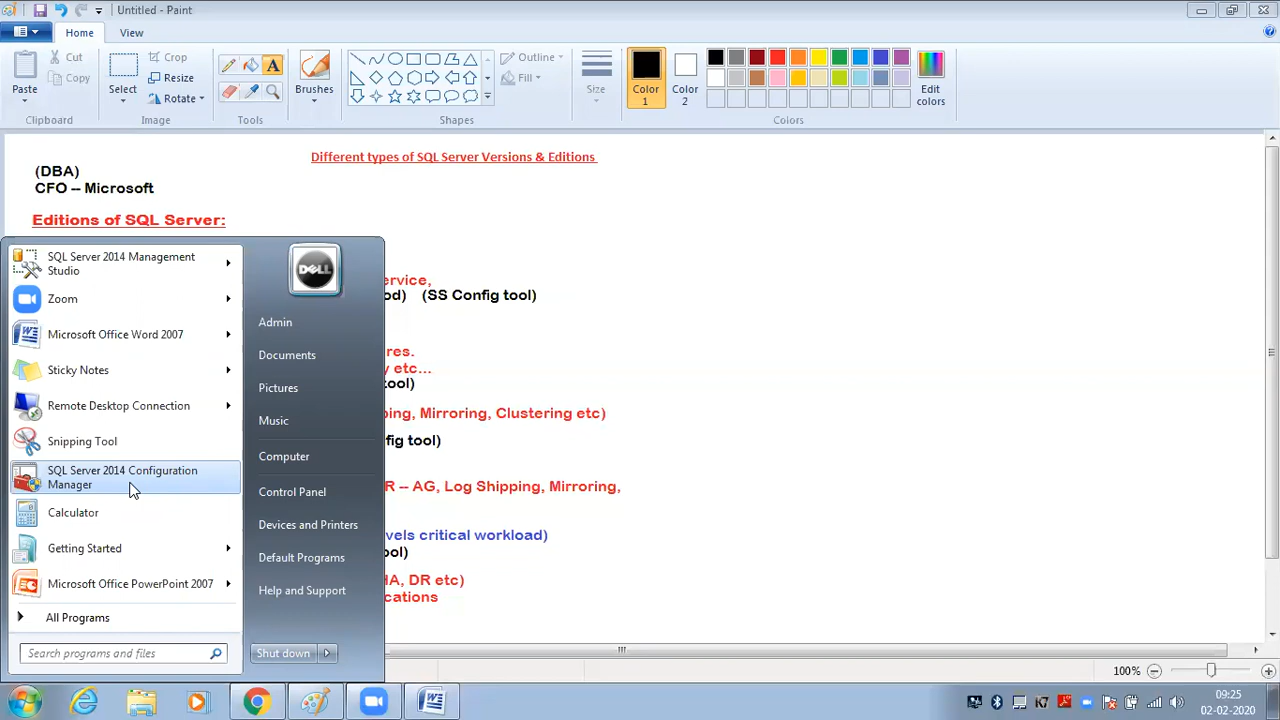 Untitled - Paint
Home
View
Paste
Cut
Copy
Clipboard
Select
Crop
Resize
Rotate
Image
A
Tools
Brushes
Shapes
Outline
Fill
Size
Color 1
Color 2
Edit colors
Colors
Different types of SQL Server Versions & Editions
(DBA)
CFO -- Microsoft
Editions of SQL Server:
ervice,
od) (SS Config tool)
res.
y etc...
tool)
ping, Mirroring, Clustering etc)
fig tool)
R -- AG, Log Shipping, Mirroring,
vels critical workload)
ool)
HA, DR etc)
ications
SQL Server 2014 Management
Studio
Zoom
Microsoft Office Word 2007
Sticky Notes
Remote Desktop Connection
Snipping Tool
SQL Server 2014 Configuration
Manager
Calculator
Getting Started
Microsoft Office PowerPoint 2007
All Programs
Search programs and files
DELL
Admin
Documents
Pictures
Music
Computer
Control Panel
Devices and Printers
Default Programs
Help and Support
Shut down
100%
09:25
02-02-2020